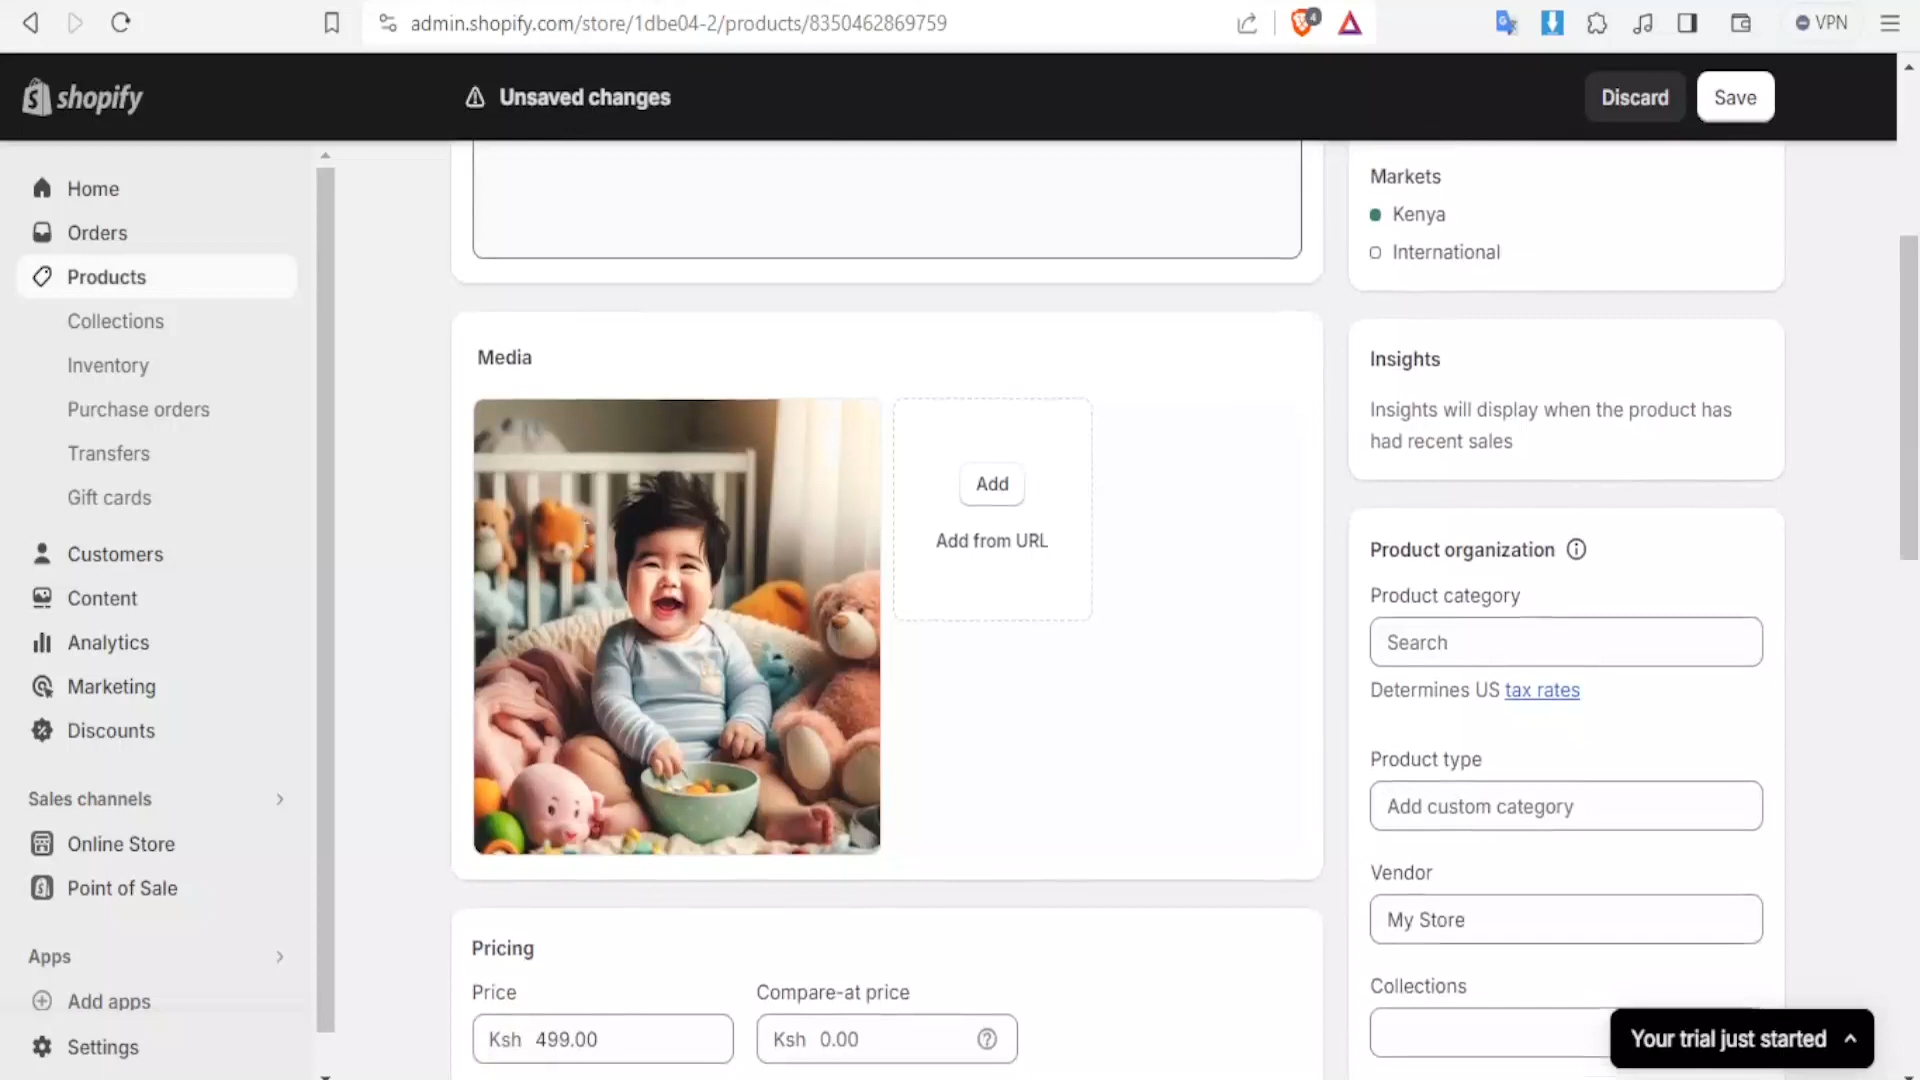 admin.shopify.com/store/1dbe04-2/products/8350462869759
4
VPN
shopify
Unsaved changes
Discard
Save
Home
Orders
Products
Collections
Inventory
Purchase orders
Transfers
Gift cards
Customers
Content
Analytics
Marketing
Discounts
Sales channels
Online Store
Point of Sale
Apps
Add apps
Settings
Media
Add
Add from URL
Pricing
Price
Compare-at price
Ksh 499.00
Ksh 0.00
Markets
Kenya
International
Insights
Insights will display when the product has
had recent sales
Product organization
Product category
Search
Determines US tax rates
Product type
Add custom category
Vendor
My Store
Collections
Your trial just started